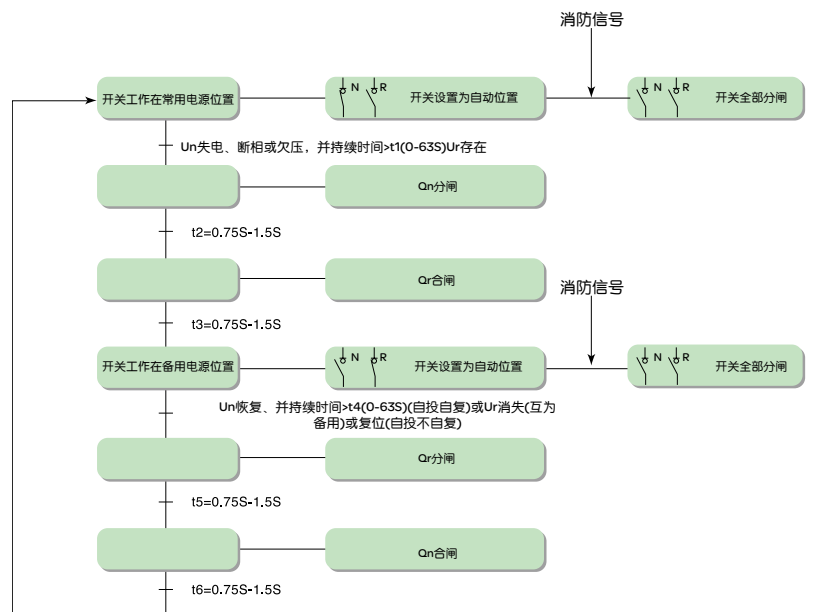 消防信号
开关工作在常用电源位置
N R 开关设置为自动位置
N R 开关全部分闸
Un失电、断相或欠压，并持续时间>t1(0-63S)Ur存在
Qn分闸
t2=0.75S-1.5S
Qr合闸
消防信号
t3=0.75S-1.5S
开关工作在备用电源位置
N R 开关设置为自动位置
N R 开关全部分闸
Un恢复、并持续时间>t4(0-63S)(自投自复)或Ur消失(互为
备用)或复位(自投不自复)
Qr分闸
t5=0.75S-1.5S
Qn合闸
t6=0.75S-1.5S